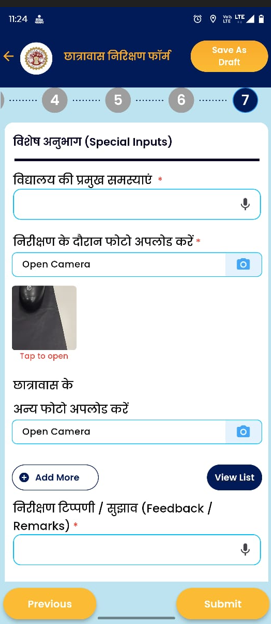 11:24
LTE
छात्रावास निरिक्षण फॉर्म
Save As
Draft
4
5
6
7
विशेष अनुभाग (Special Inputs)
विद्यालय की प्रमुख समस्याएं *
निरीक्षण के दौरान फोटो अपलोड करें *
Open Camera
Tap to open
छात्रावास के
अन्य फोटो अपलोड करें
Open Camera
Add More
View List
निरीक्षण टिप्पणी / सुझाव (Feedback /
Remarks) *
Previous
Submit